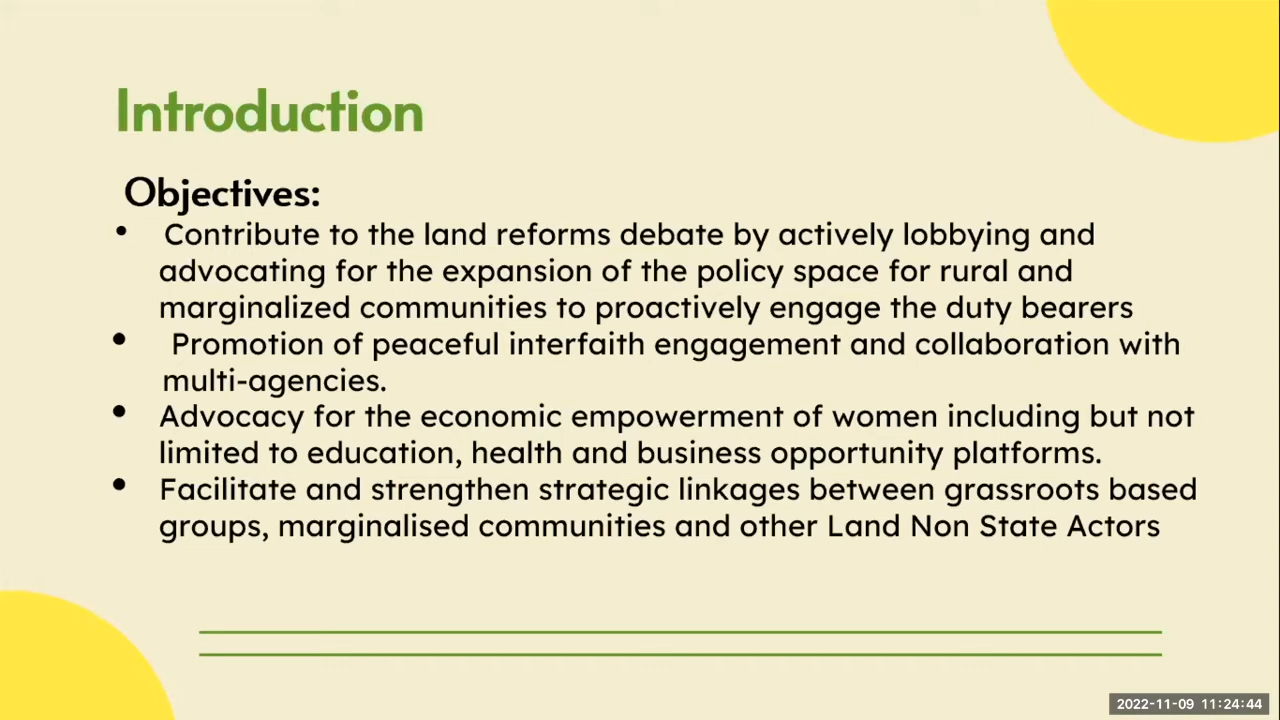 Introduction
Objectives:
• Contribute to the land reforms debate by actively lobbying and
advocating for the expansion of the policy space for rural and
marginalized communities to proactively engage the duty bearers
• Promotion of peaceful interfaith engagement and collaboration with
multi-agencies.
• Advocacy for the economic empowerment of women including but not
limited to education, health and business opportunity platforms.
• Facilitate and strengthen strategic linkages between grassroots based
groups, marginalised communities and other Land Non State Actors
2022-11-09 11:24:44